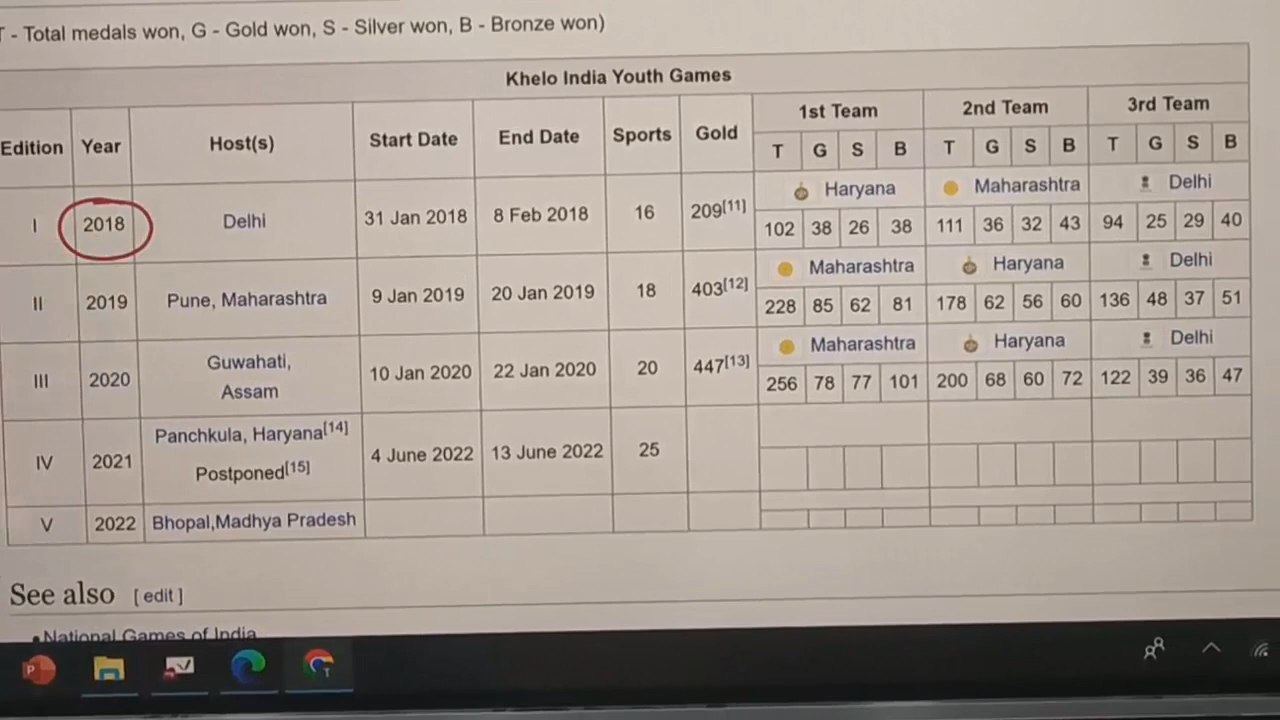 T - Total medals won, G - Gold won, S - Silver won, B - Bronze won)
Khelo India Youth Games
Edition Year Host(s) Start Date End Date Sports Gold 1st Team 2nd Team 3rd Team
T G S B T G S B T G S B
I 2018 Delhi 31 Jan 2018 8 Feb 2018 16 209[11] Haryana Maharashtra Delhi
102 38 26 38 111 36 32 43 94 25 29 40
II 2019 Pune, Maharashtra 9 Jan 2019 20 Jan 2019 18 403[12] Maharashtra Haryana Delhi
228 85 62 81 178 62 56 60 136 48 37 51
III 2020 Guwahati, Assam 10 Jan 2020 22 Jan 2020 20 447[13] Maharashtra Haryana Delhi
256 78 77 101 200 68 60 72 122 39 36 47
IV 2021 Panchkula, Haryana[14] Postponed[15] 4 June 2022 13 June 2022 25
V 2022 Bhopal,Madhya Pradesh
See also [ edit ]
National Games of India